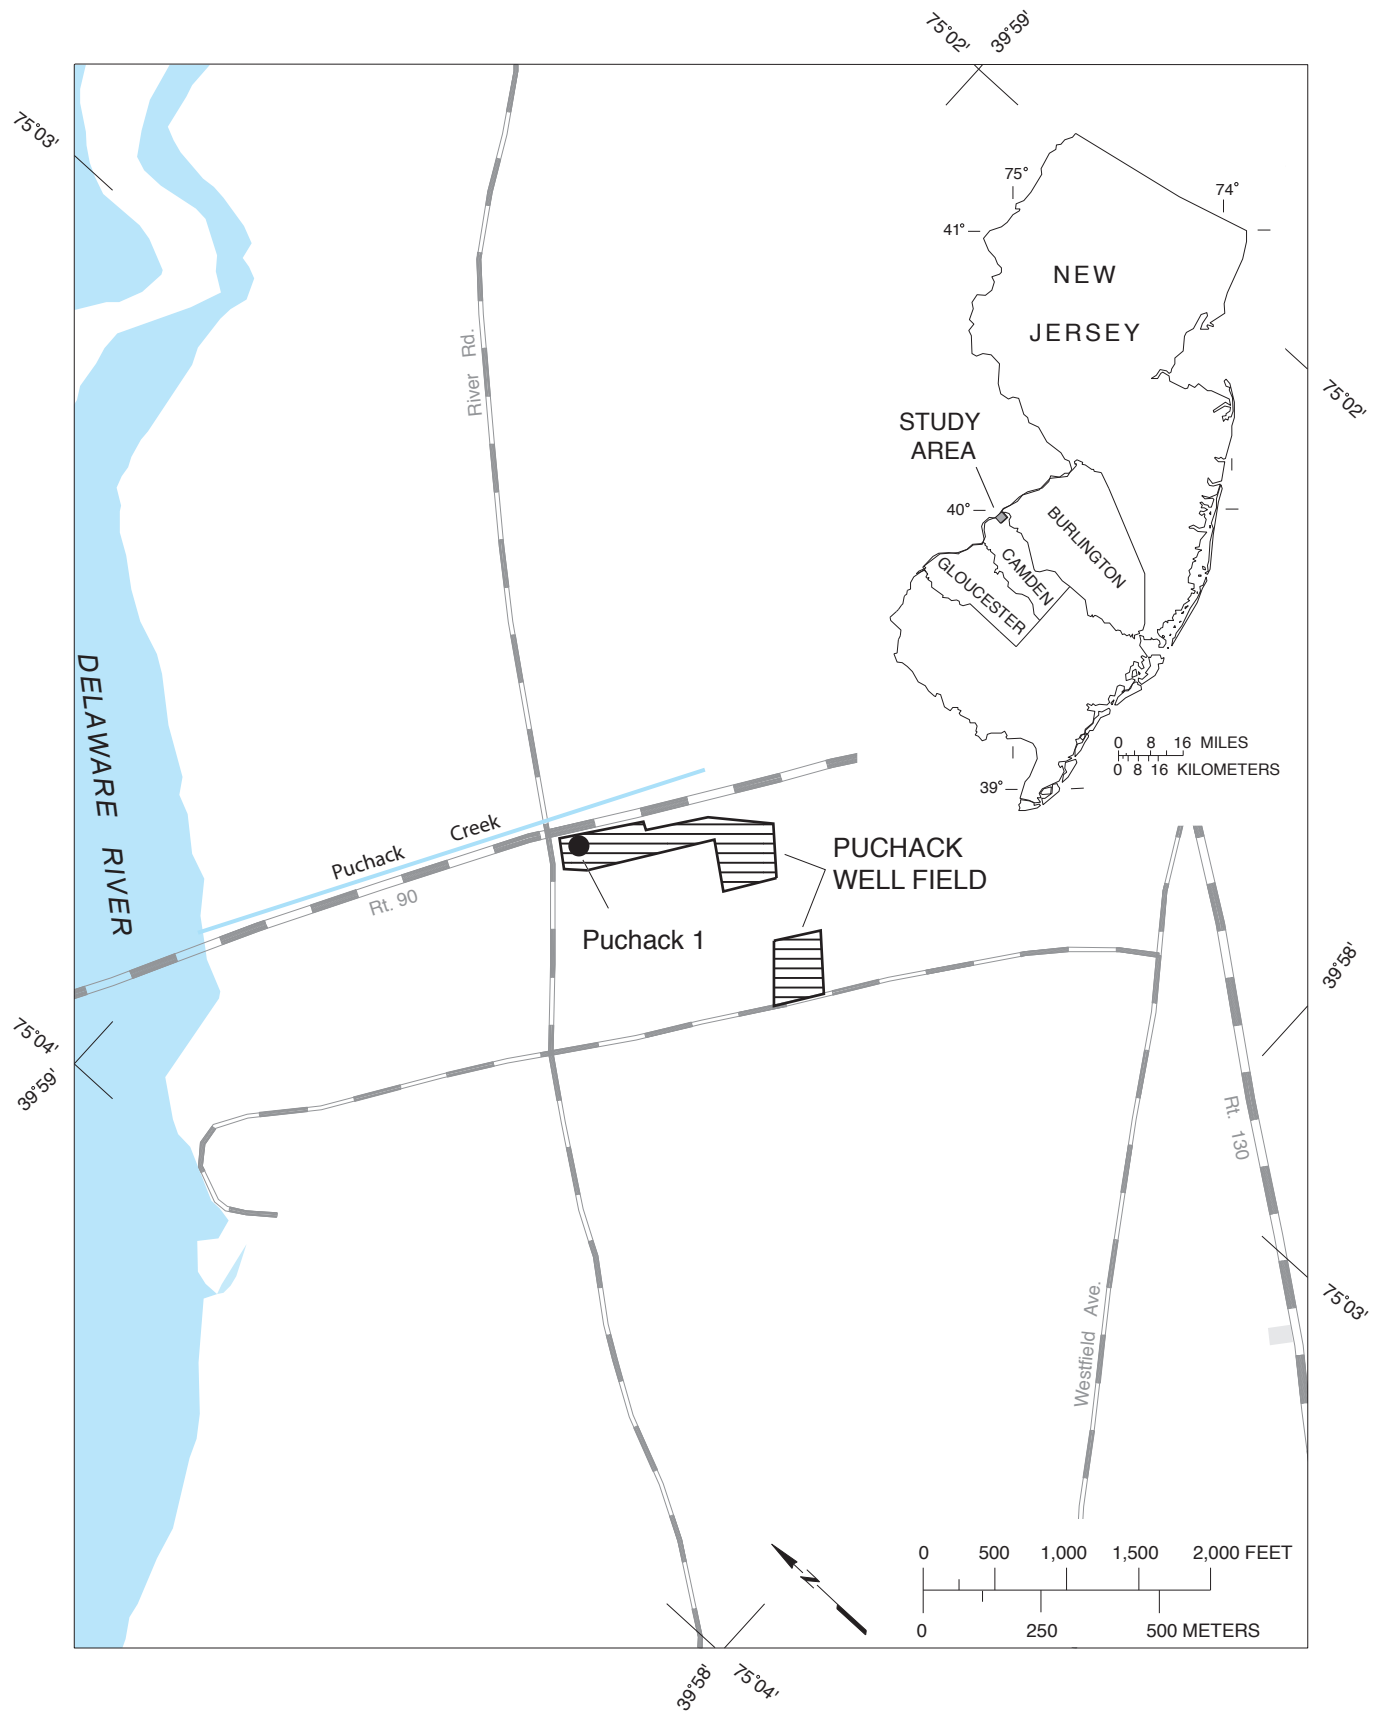 75°02'
39°59'
75°03'
75°
74°
41°
NEW
JERSEY
River Rd.
75°02'
STUDY
AREA
40°
BURLINGTON
CAMDEN
GLOUCESTER
DELAWARE RIVER
0 8 16 MILES
0 8 16 KILOMETERS
39°
Puchack Creek
Rt. 90
PUCHACK
WELL FIELD
Puchack 1
39°58'
75°04'
39°59'
Rt. 130
Westfield Ave.
75°03'
0 500 1,000 1,500 2,000 FEET
N
0 250 500 METERS
39°58'
75°04'